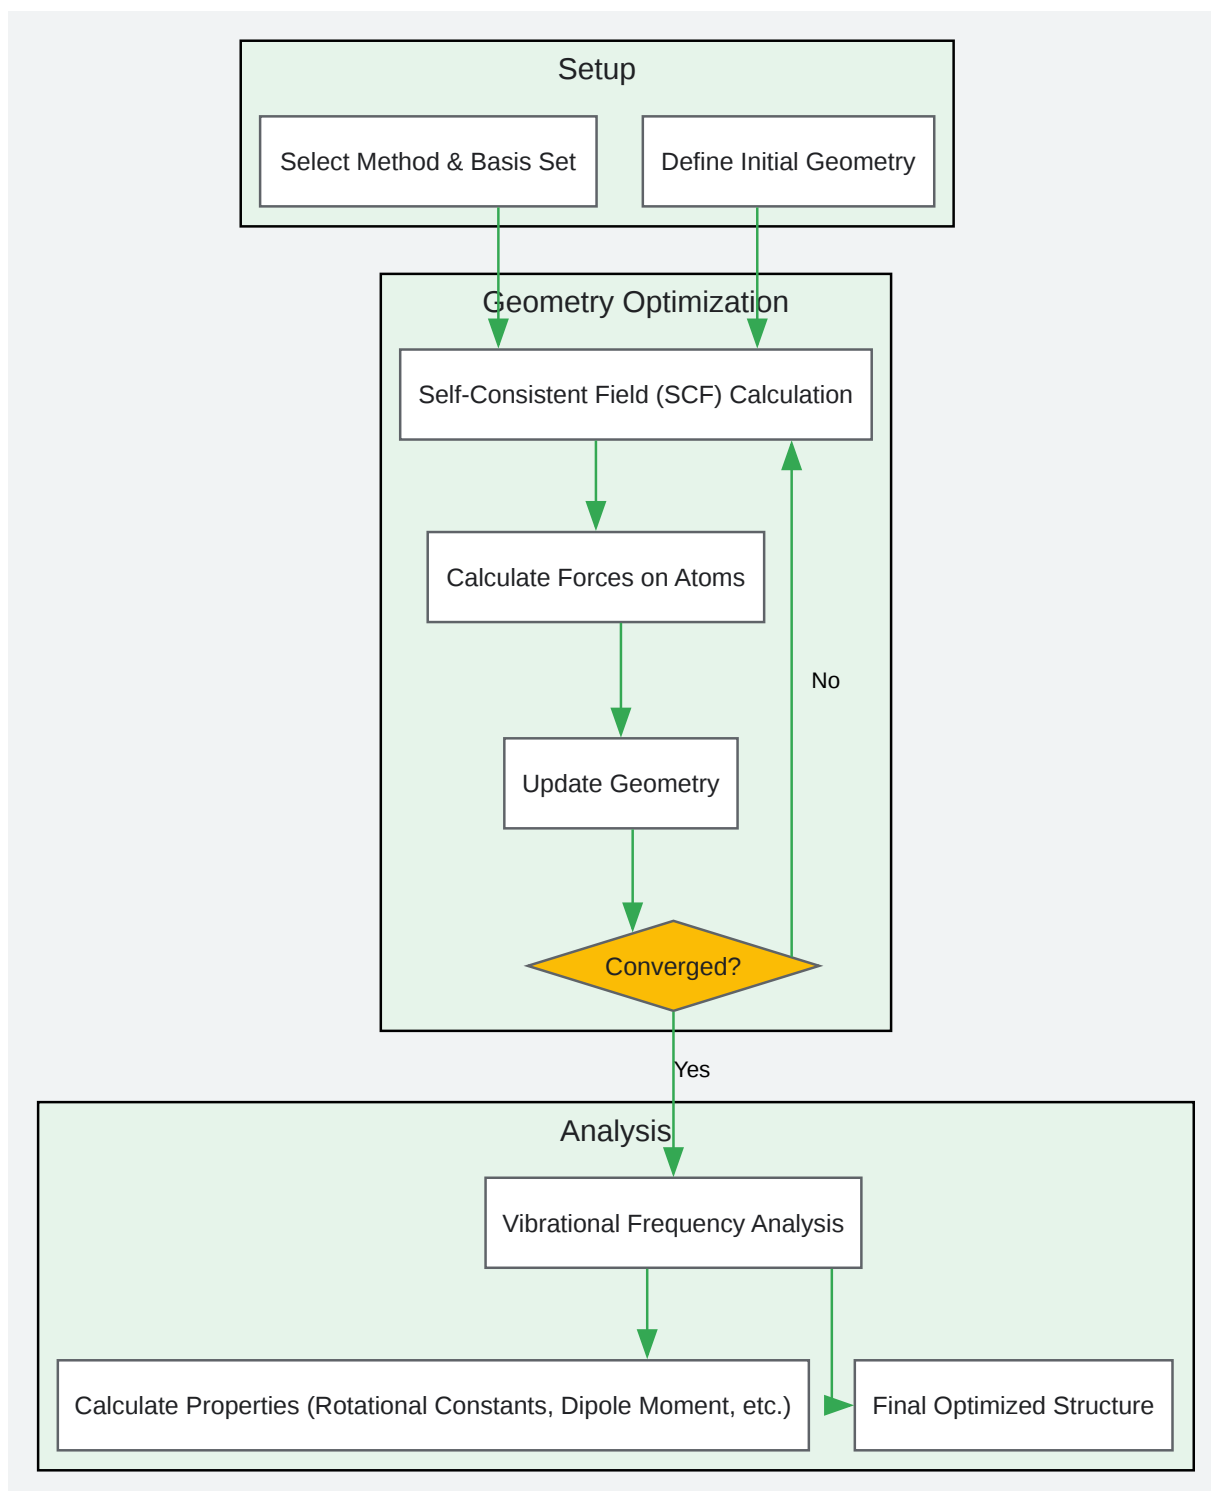 Setup
Select Method & Basis Set
Define Initial Geometry
Geometry Optimization
Self-Consistent Field (SCF) Calculation
Calculate Forces on Atoms
No
Update Geometry
Converged?
Yes
Analysis
Vibrational Frequency Analysis
Calculate Properties (Rotational Constants, Dipole Moment, etc.)
Final Optimized Structure